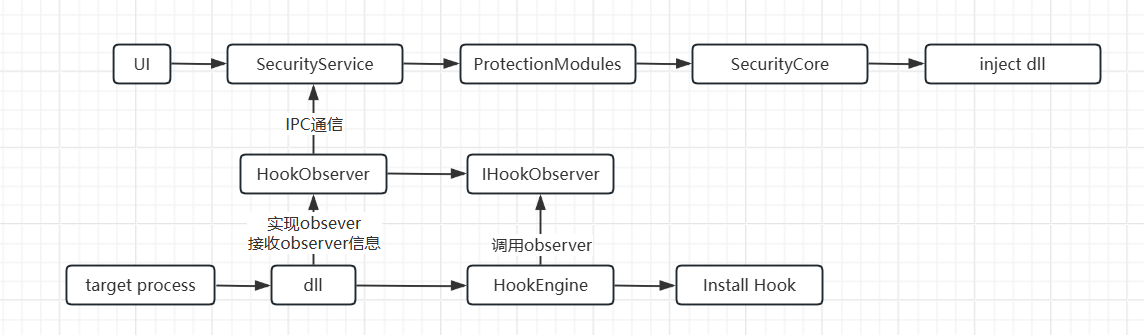 UI
SecurityService
ProtectionModules
SecurityCore
inject dll
IPC通信
HookObserver
IHookObserver
实现obsever
接收observer信息
调用observer
target process
dll
HookEngine
Install Hook